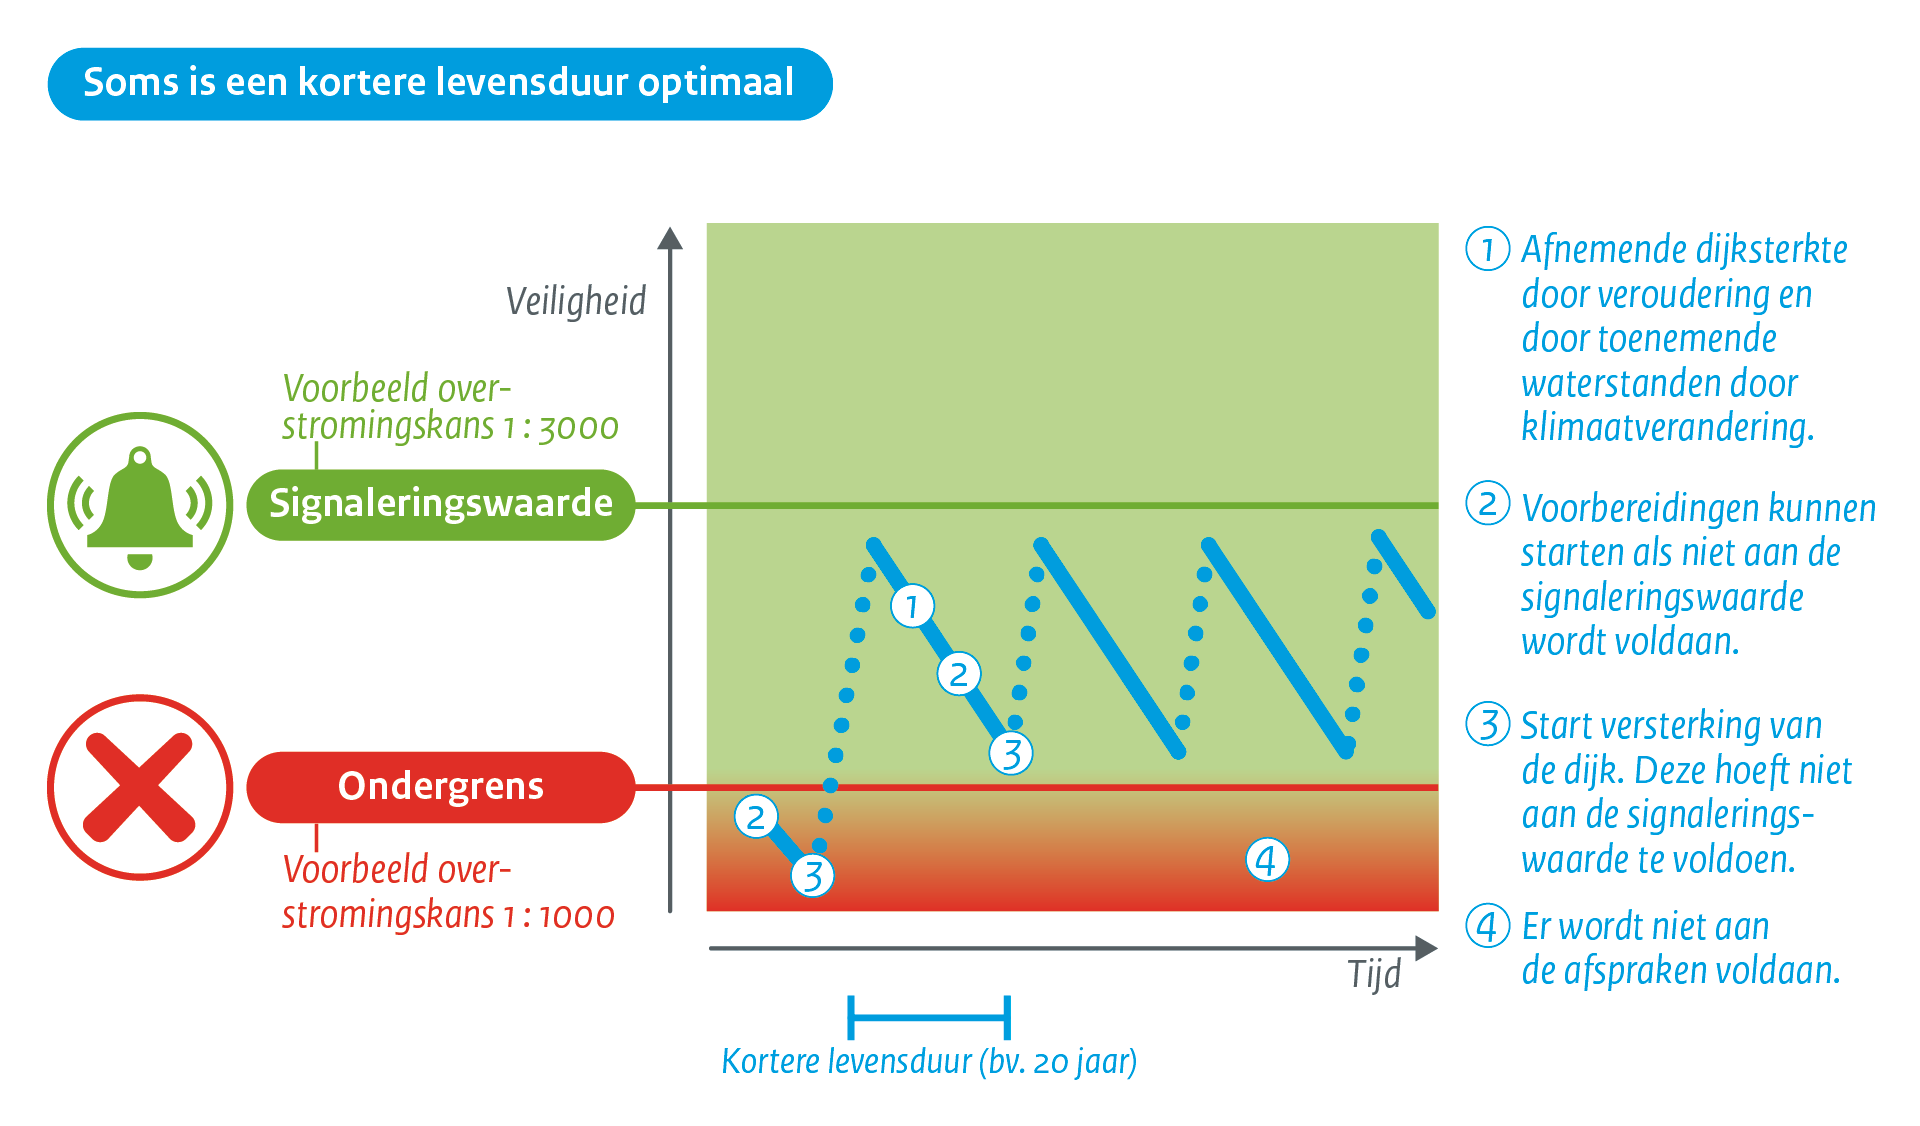 Soms is een kortere levensduur optimaal
Veiligheid
Voorbeeld over-
stromingskans 1 : 3000
Signaleringswaarde
Ondergrens
Voorbeeld over-
stromingskans 1 : 1000
1
2
3
2
3
4
Tijd
Kortere levensduur (bv. 20 jaar)
1 Afnemende dijksterkte
door veroudering en
door toenemende
waterstanden door
klimaatverandering.
2 Voorbereidingen kunnen
starten als niet aan de
signaleringswaarde
wordt voldaan.
3 Start versterking van
de dijk. Deze hoeft niet
aan de signalerings-
waarde te voldoen.
4 Er wordt niet aan
de afspraken voldaan.